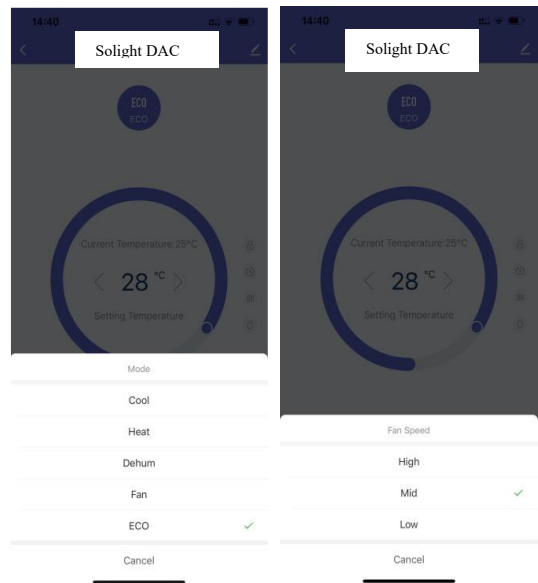 14:40
Solight DAC
ECO
ECO
Current Temperature:25°C
28 °C
Setting Temperature
Mode
Cool
Heat
Dehum
Fan
ECO
Cancel
14:40
Solight DAC
ECO
ECO
Current Temperature:25°C
28 °C
Setting Temperature
Fan Speed
High
Mid
Low
Cancel